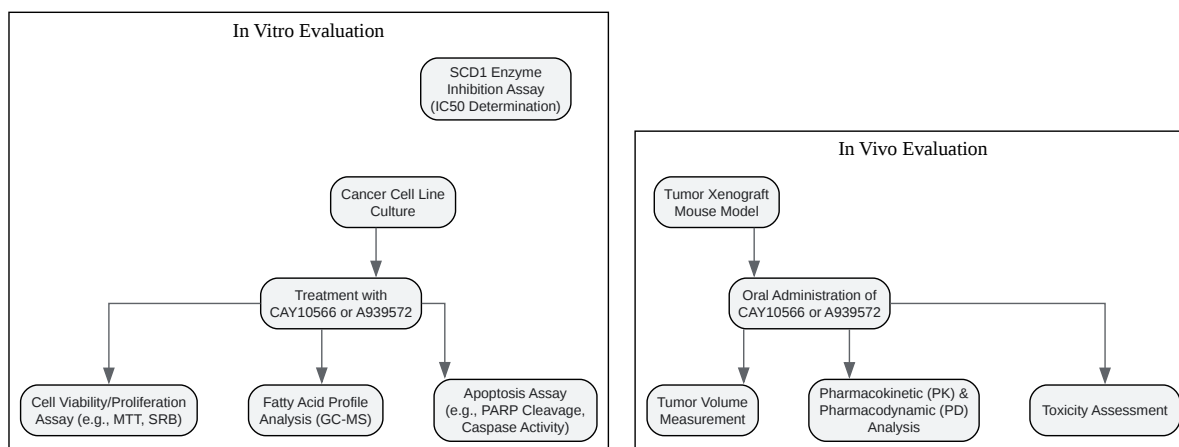 In Vitro Evaluation
SCD1 Enzyme
Inhibition Assay
(IC50 Determination)
Cancer Cell Line
Culture
Treatment with
CAY10566 or A939572
Cell Viability/Proliferation
Assay (e.g., MTT, SRB)
Fatty Acid Profile
Analysis (GC-MS)
Apoptosis Assay
(e.g., PARP Cleavage,
Caspase Activity)
In Vivo Evaluation
Tumor Xenograft
Mouse Model
Oral Administration of
CAY10566 or A939572
Tumor Volume
Measurement
Pharmacokinetic (PK) &
Pharmacodynamic (PD)
Analysis
Toxicity Assessment